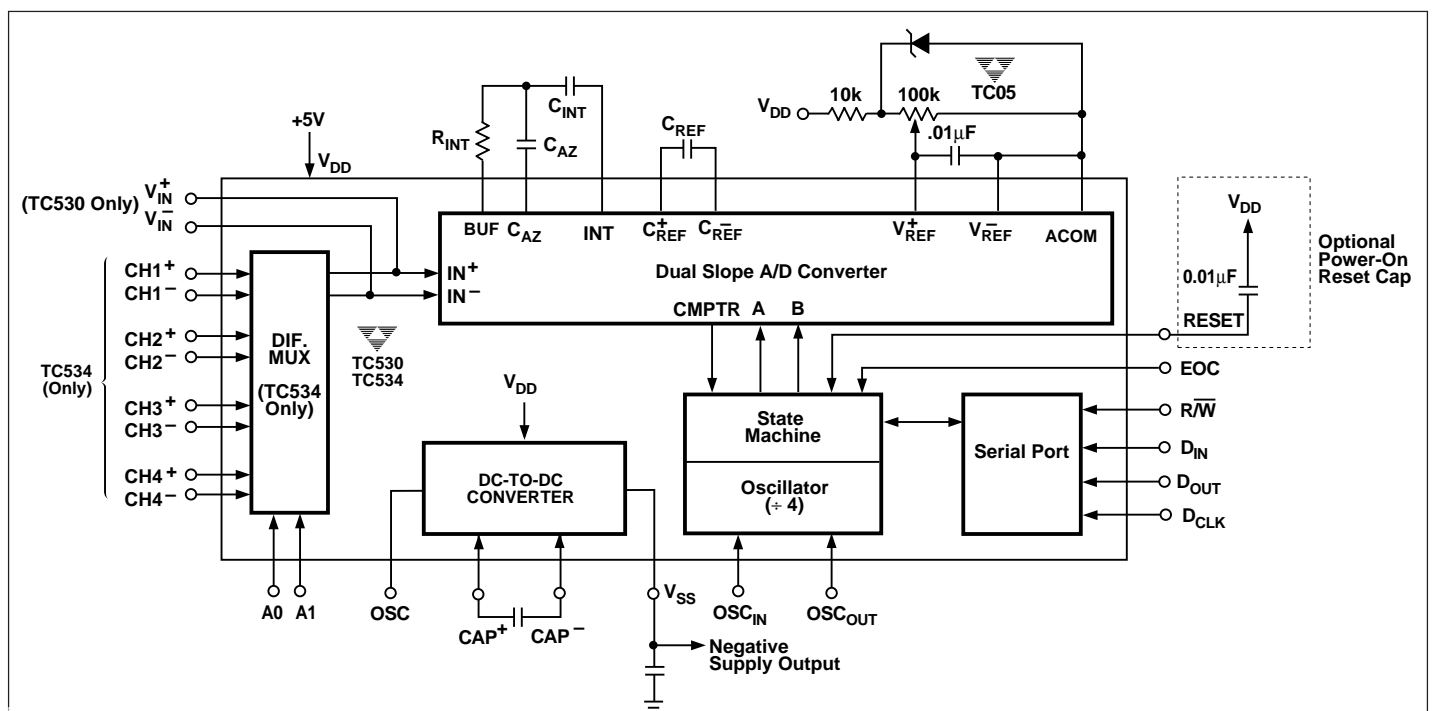 TC05
10k
100k
V_DD
.01µF
C_INT
C_REF
+5V
R_INT
C_AZ
V_DD
(TC530 Only)
V_IN^+
V_IN^−
BUF
C_AZ
INT
C_REF^+
C_REF^−
V_REF^+
V_REF^−
ACOM
Dual Slope A/D Converter
IN+
IN−
CMPTR
A
B
V_DD
0.01µF
RESET
Optional
Power-On
Reset Cap
TC534
(Only)
CH1+
CH1−
CH2+
CH2−
CH3+
CH3−
CH4+
CH4−
DIF.
MUX
(TC534
Only)
TC530
TC534
V_DD
DC-TO-DC
CONVERTER
State
Machine
Oscillator
(÷ 4)
Serial Port
EOC
R/W̅
D_IN
D_OUT
D_CLK
A0
A1
OSC
CAP+
CAP−
V_SS
OSC_IN
OSC_OUT
Negative
Supply Output